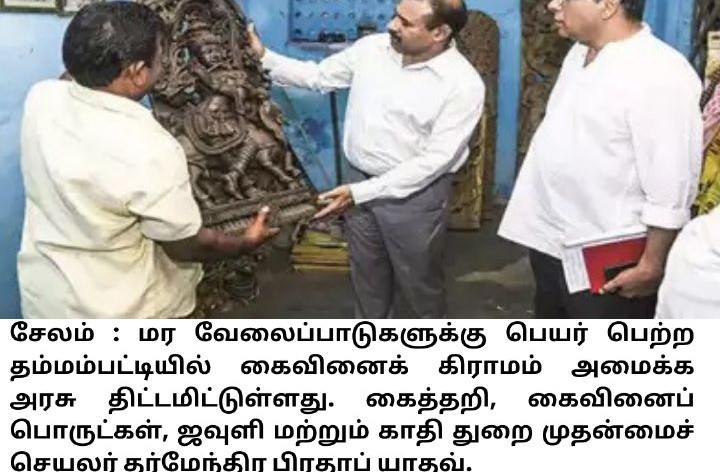 சேலம் : மர வேலைப்பாடுகளுக்கு பெயர் பெற்ற
தம்மம்பட்டியில் கைவினைக் கிராமம் அமைக்க
அரசு திட்டமிட்டுள்ளது. கைத்தறி, கைவினைப்
பொருட்கள், ஜவுளி மற்றும் காதி துறை முதன்மைச்
செயலர் தர்மேந்திர பிரதாப் யாதவ்.